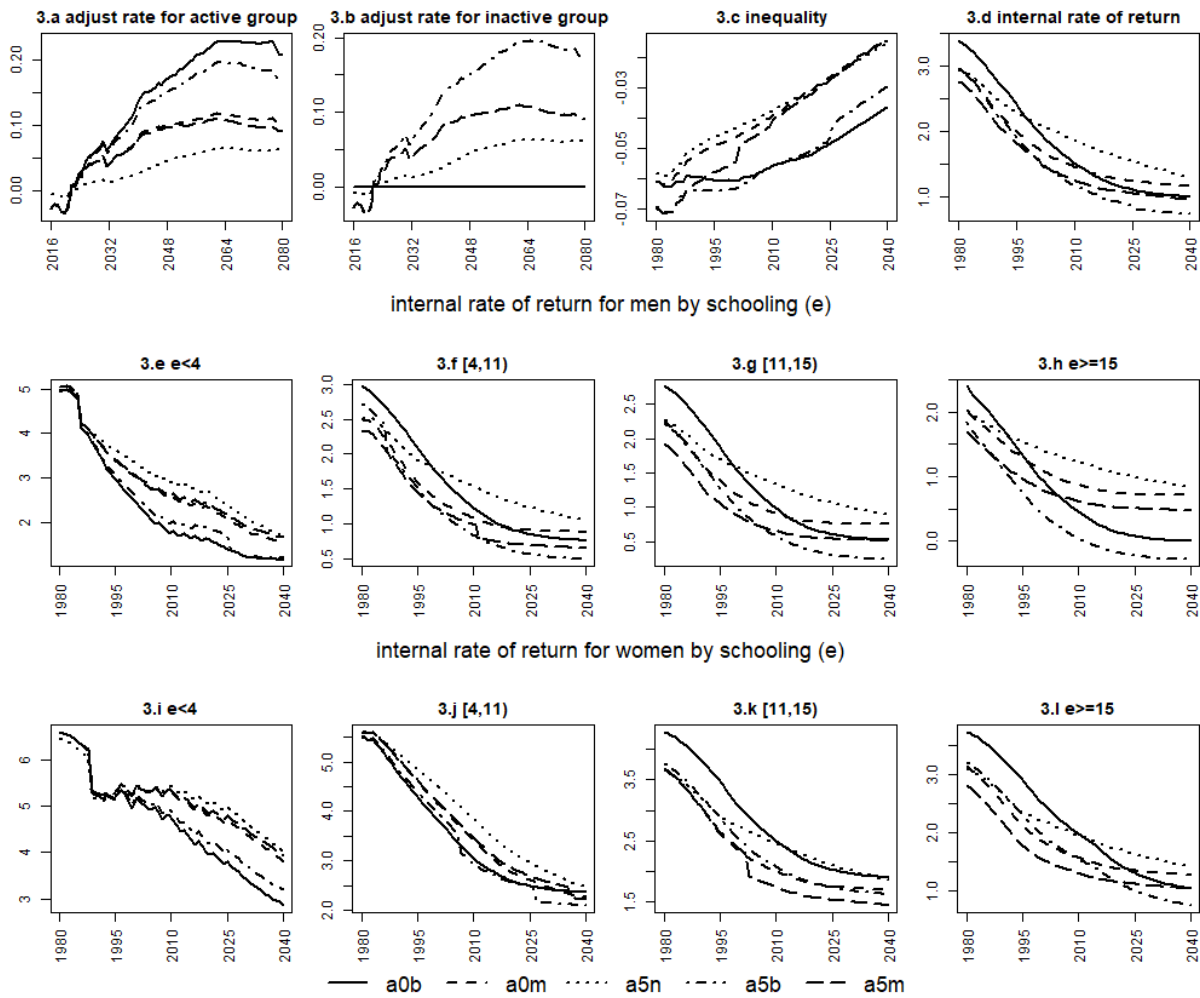 3.a adjust rate for active group
0.20
0.10
0.00
2016 2032 2048 2064 2080
3.b adjust rate for inactive group
0.20
0.10
0.00
2016 2032 2048 2064 2080
3.c inequality
-0.03
-0.05
-0.07
1980 1995 2010 2025 2040
3.d internal rate of return
3.0
2.0
1.0
1980 1995 2010 2025 2040
internal rate of return for men by schooling (e)
3.e e<4
5
4
3
2
1980 1995 2010 2025 2040
3.f [4,11)
3.0
2.5
2.0
1.5
1.0
0.5
1980 1995 2010 2025 2040
3.g [11,15)
2.5
2.0
1.5
1.0
0.5
1980 1995 2010 2025 2040
3.h e>=15
2.0
1.0
0.0
1980 1995 2010 2025 2040
internal rate of return for women by schooling (e)
3.i e<4
6
5
4
3
1980 1995 2010 2025 2040
3.j [4,11)
5.0
4.0
3.0
2.0
1980 1995 2010 2025 2040
3.k [11,15)
3.5
2.5
1.5
1980 1995 2010 2025 2040
3.l e>=15
3.0
2.0
1.0
1980 1995 2010 2025 2040
a0b a0m a5n a5b a5m